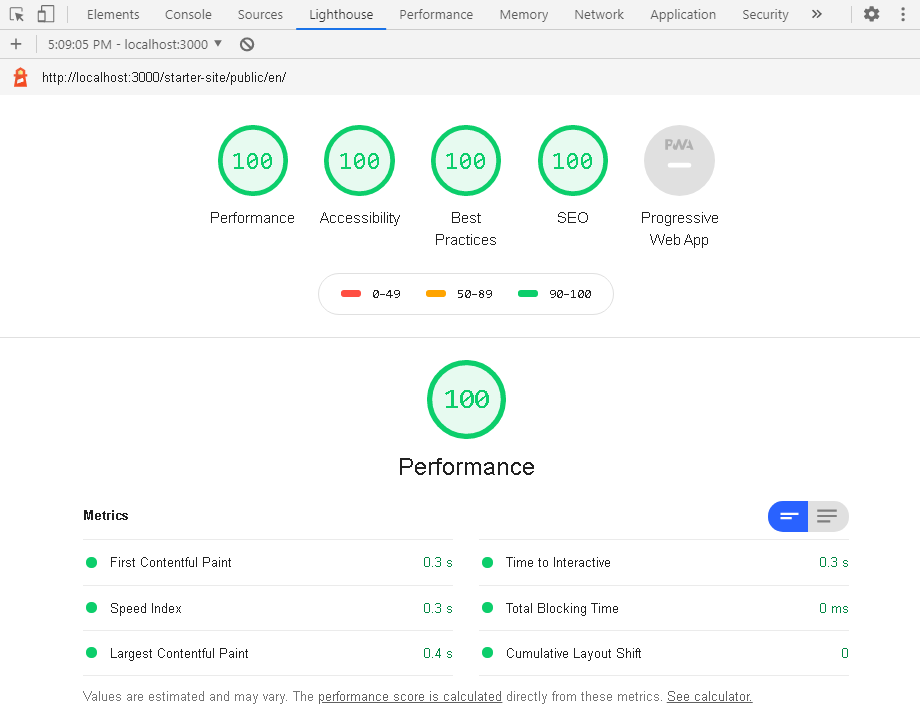 Elements Console Sources Lighthouse Performance Memory Network Application Security »
+ 5:09:05 PM - localhost:3000 ▼
http://localhost:3000/starter-site/public/en/
100 100 100 100 PWA
Performance Accessibility Best Practices SEO Progressive Web App
0–49 50–89 90–100
100
Performance
Metrics
First Contentful Paint 0.3 s Time to Interactive 0.3 s
Speed Index 0.3 s Total Blocking Time 0 ms
Largest Contentful Paint 0.4 s Cumulative Layout Shift 0
Values are estimated and may vary. The performance score is calculated directly from these metrics. See calculator.